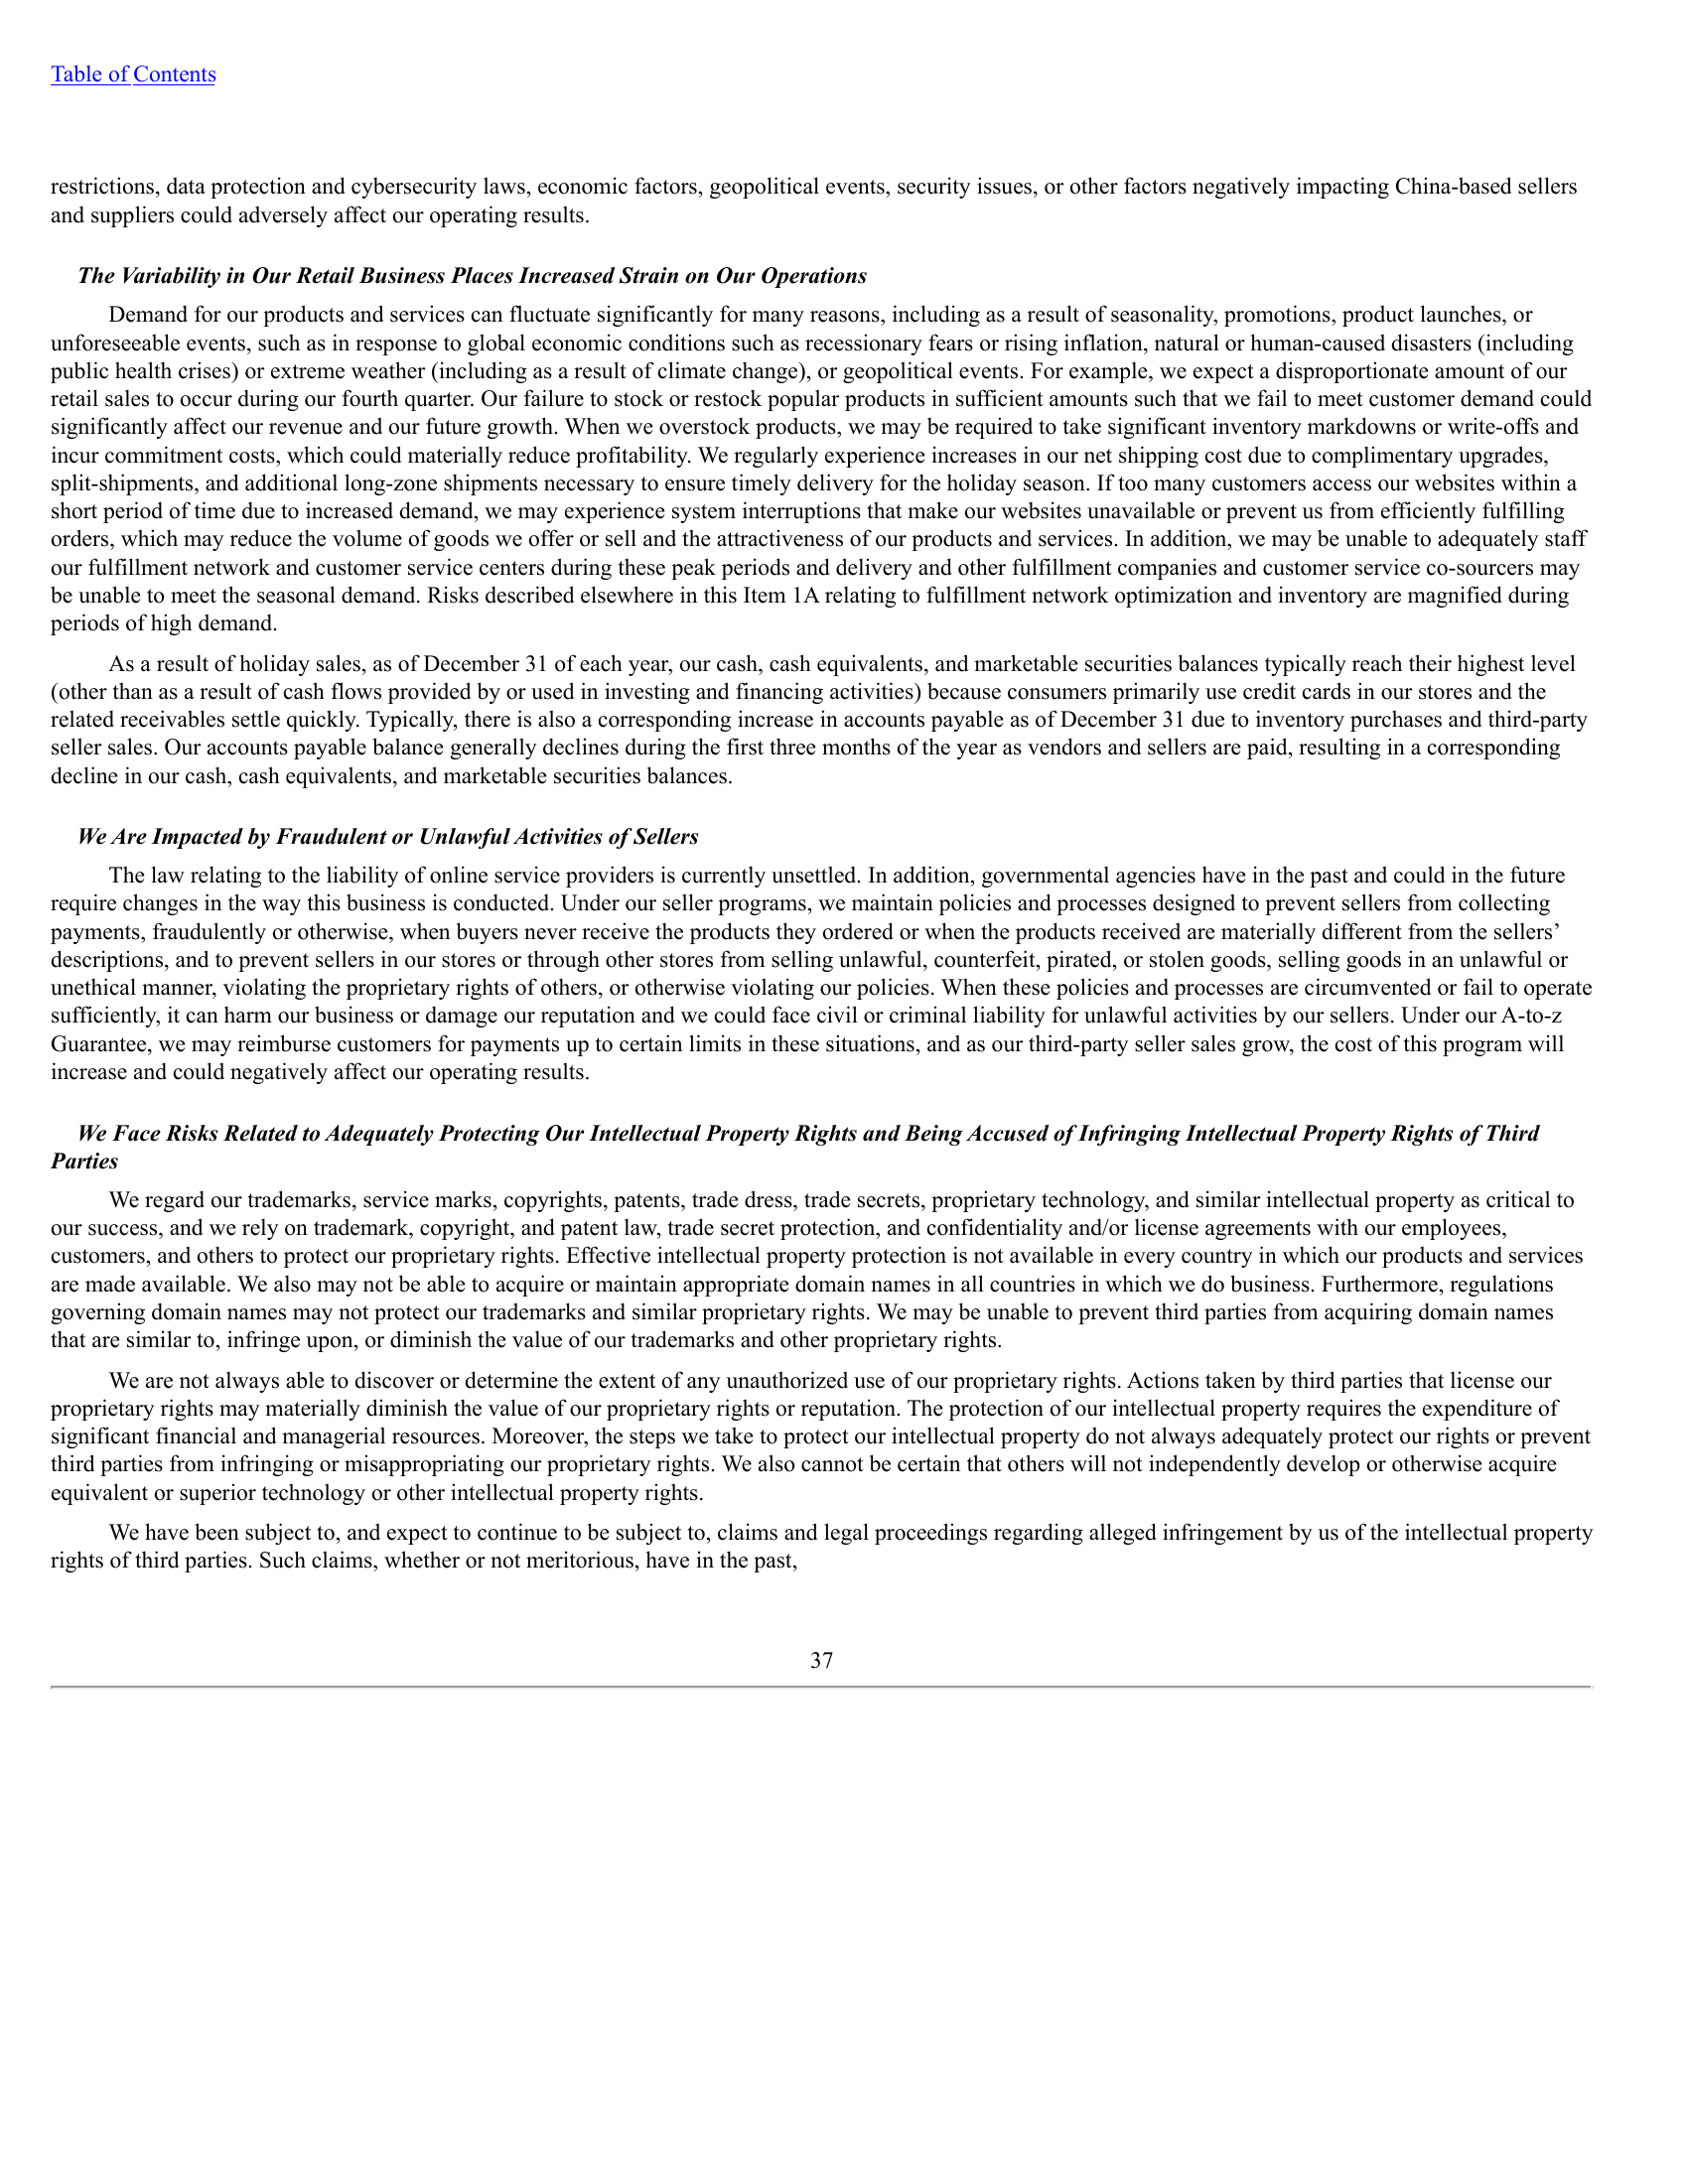 Table of Contents
restrictions, data protection and cybersecurity laws, economic factors, geopolitical events, security issues, or other factors negatively impacting China-based sellers
and suppliers could adversely affect our operating results.
The Variability in Our Retail Business Places Increased Strain on Our Operations
Demand for our products and services can fluctuate significantly for many reasons, including as a result of seasonality, promotions, product launches, or
unforeseeable events, such as in response to global economic conditions such as recessionary fears or rising inflation, natural or human-caused disasters (including
public health crises) or extreme weather (including as a result of climate change), or geopolitical events. For example, we expect a disproportionate amount of our
retail sales to occur during our fourth quarter. Our failure to stock or restock popular products in sufficient amounts such that we fail to meet customer demand could
significantly affect our revenue and our future growth. When we overstock products, we may be required to take significant inventory markdowns or write-offs and
incur commitment costs, which could materially reduce profitability. We regularly experience increases in our net shipping cost due to complimentary upgrades,
split-shipments, and additional long-zone shipments necessary to ensure timely delivery for the holiday season. If too many customers access our websites within a
short period of time due to increased demand, we may experience system interruptions that make our websites unavailable or prevent us from efficiently fulfilling
orders, which may reduce the volume of goods we offer or sell and the attractiveness of our products and services. In addition, we may be unable to adequately staff
our fulfillment network and customer service centers during these peak periods and delivery and other fulfillment companies and customer service co-sourcers may
be unable to meet the seasonal demand. Risks described elsewhere in this Item 1A relating to fulfillment network optimization and inventory are magnified during
periods of high demand.
As a result of holiday sales, as of December 31 of each year, our cash, cash equivalents, and marketable securities balances typically reach their highest level
(other than as a result of cash flows provided by or used in investing and financing activities) because consumers primarily use credit cards in our stores and the
related receivables settle quickly. Typically, there is also a corresponding increase in accounts payable as of December 31 due to inventory purchases and third-party
seller sales. Our accounts payable balance generally declines during the first three months of the year as vendors and sellers are paid, resulting in a corresponding
decline in our cash, cash equivalents, and marketable securities balances.
We Are Impacted by Fraudulent or Unlawful Activities of Sellers
The law relating to the liability of online service providers is currently unsettled. In addition, governmental agencies have in the past and could in the future
require changes in the way this business is conducted. Under our seller programs, we maintain policies and processes designed to prevent sellers from collecting
payments, fraudulently or otherwise, when buyers never receive the products they ordered or when the products received are materially different from the sellers’
descriptions, and to prevent sellers in our stores or through other stores from selling unlawful, counterfeit, pirated, or stolen goods, selling goods in an unlawful or
unethical manner, violating the proprietary rights of others, or otherwise violating our policies. When these policies and processes are circumvented or fail to operate
sufficiently, it can harm our business or damage our reputation and we could face civil or criminal liability for unlawful activities by our sellers. Under our A-to-z
Guarantee, we may reimburse customers for payments up to certain limits in these situations, and as our third-party seller sales grow, the cost of this program will
increase and could negatively affect our operating results.
We Face Risks Related to Adequately Protecting Our Intellectual Property Rights and Being Accused of Infringing Intellectual Property Rights of Third
Parties
We regard our trademarks, service marks, copyrights, patents, trade dress, trade secrets, proprietary technology, and similar intellectual property as critical to
our success, and we rely on trademark, copyright, and patent law, trade secret protection, and confidentiality and/or license agreements with our employees,
customers, and others to protect our proprietary rights. Effective intellectual property protection is not available in every country in which our products and services
are made available. We also may not be able to acquire or maintain appropriate domain names in all countries in which we do business. Furthermore, regulations
governing domain names may not protect our trademarks and similar proprietary rights. We may be unable to prevent third parties from acquiring domain names
that are similar to, infringe upon, or diminish the value of our trademarks and other proprietary rights.
We are not always able to discover or determine the extent of any unauthorized use of our proprietary rights. Actions taken by third parties that license our
proprietary rights may materially diminish the value of our proprietary rights or reputation. The protection of our intellectual property requires the expenditure of
significant financial and managerial resources. Moreover, the steps we take to protect our intellectual property do not always adequately protect our rights or prevent
third parties from infringing or misappropriating our proprietary rights. We also cannot be certain that others will not independently develop or otherwise acquire
equivalent or superior technology or other intellectual property rights.
We have been subject to, and expect to continue to be subject to, claims and legal proceedings regarding alleged infringement by us of the intellectual property
rights of third parties. Such claims, whether or not meritorious, have in the past,
37